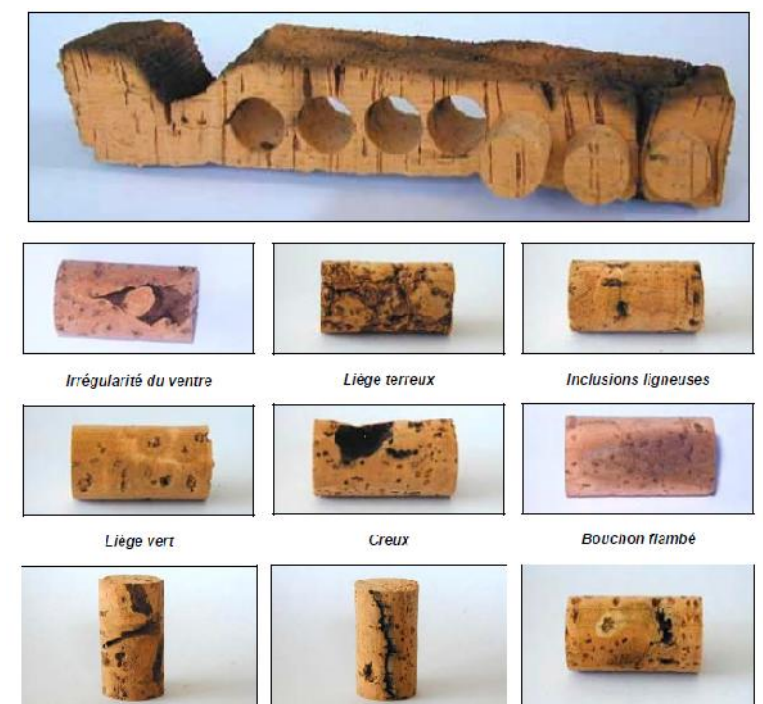 Irrégularité du ventre
Liège terreux
Inclusions ligneuses
Liège vert
Creux
Bouchon flambé